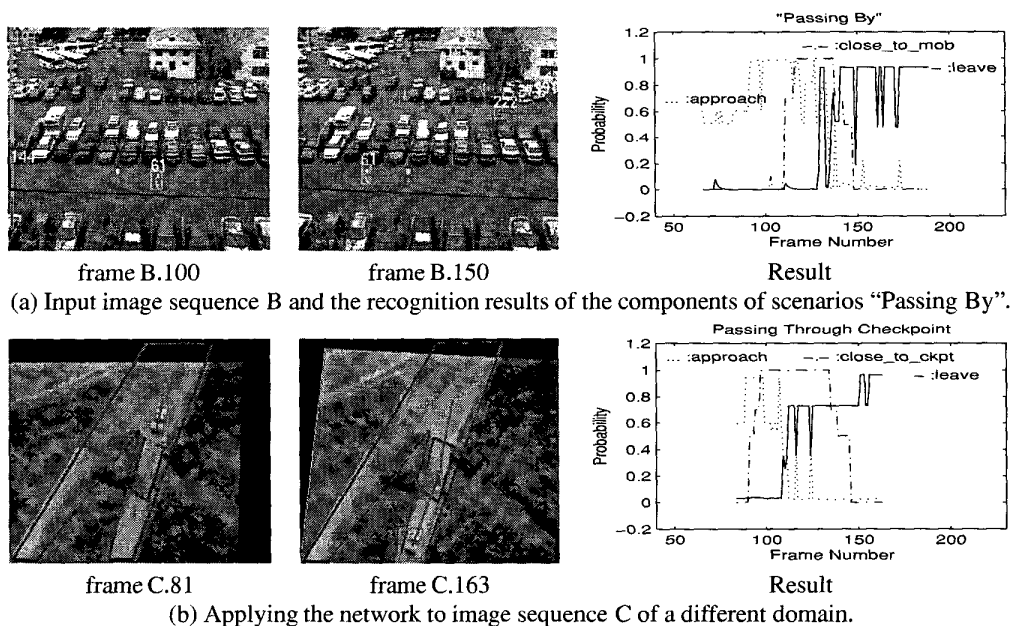 "Passing By"
1.2
1
0.8
0.6
0.4
0.2
0
-0.2
Probability
:close_to_mob
:leave
:approach
50
100
150
200
Frame Number
144
61
222
61
frame B.100
frame B.150
Result
(a) Input image sequence B and the recognition results of the components of scenarios “Passing By”.
Passing Through Checkpoint
1.2
1
0.8
0.6
0.4
0.2
0
-0.2
Probability
:approach
:close_to_ckpt
:leave
50
100
150
200
Frame Number
frame C.81
frame C.163
Result
(b) Applying the network to image sequence C of a different domain.